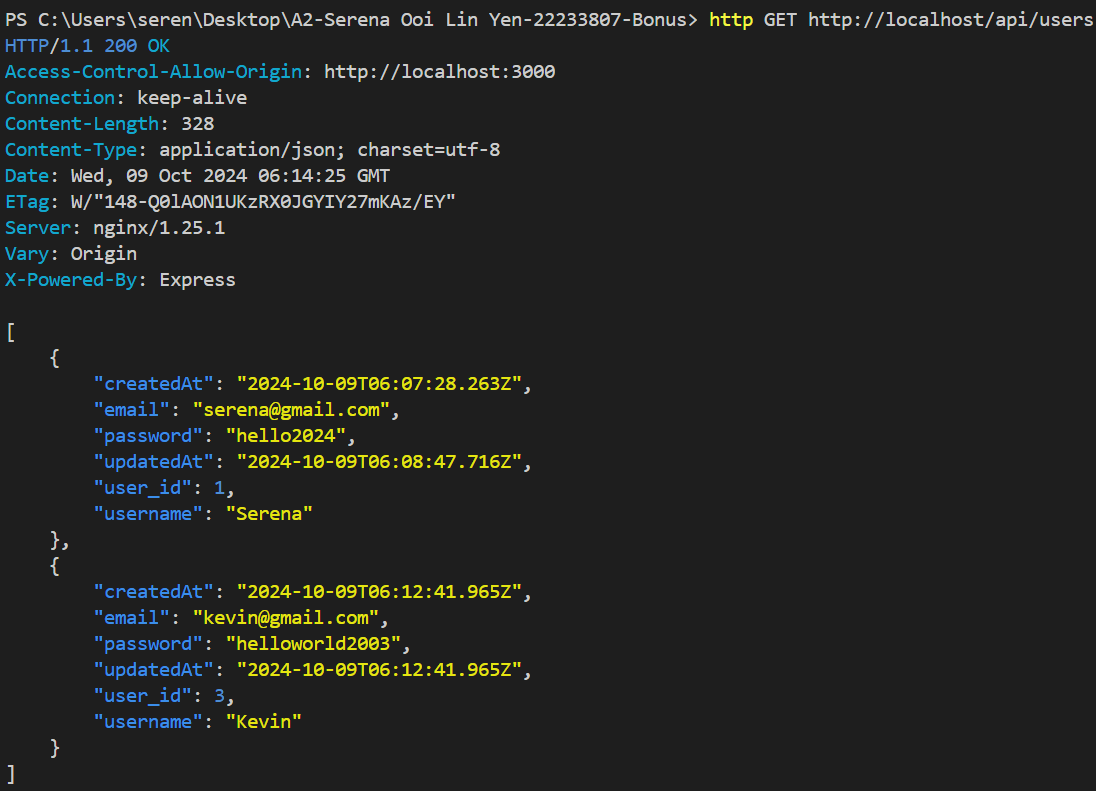 PS C:\Users\seren\Desktop\A2-Serena Ooi Lin Yen-22233807-Bonus> http GET http://localhost/api/users
HTTP/1.1 200 OK
Access-Control-Allow-Origin: http://localhost:3000
Connection: keep-alive
Content-Length: 328
Content-Type: application/json; charset=utf-8
Date: Wed, 09 Oct 2024 06:14:25 GMT
ETag: W/"148-Q0lAON1UKzRX0JGYIY27mKAz/EY"
Server: nginx/1.25.1
Vary: Origin
X-Powered-By: Express

[
    {
        "createdAt": "2024-10-09T06:07:28.263Z",
        "email": "serena@gmail.com",
        "password": "hello2024",
        "updatedAt": "2024-10-09T06:08:47.716Z",
        "user_id": 1,
        "username": "Serena"
    },
    {
        "createdAt": "2024-10-09T06:12:41.965Z",
        "email": "kevin@gmail.com",
        "password": "helloworld2003",
        "updatedAt": "2024-10-09T06:12:41.965Z",
        "user_id": 3,
        "username": "Kevin"
    }
]